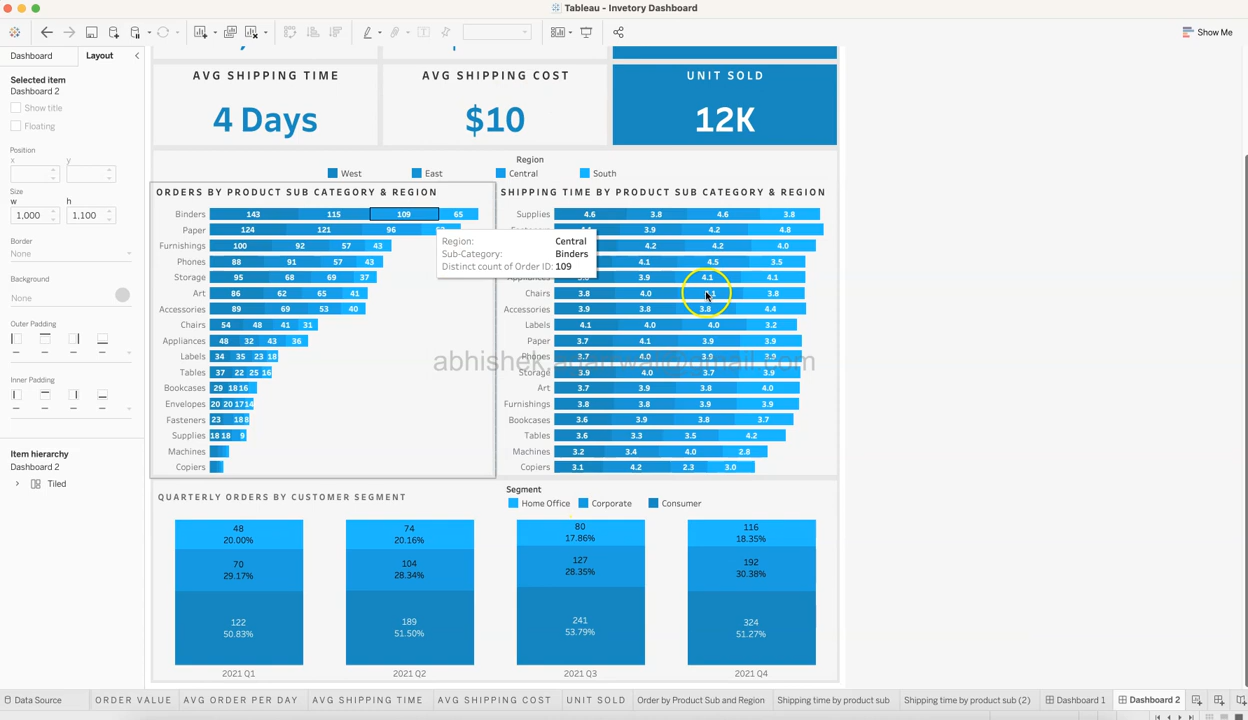 Tableau - Invetory Dashboard
Show Me
Dashboard Layout
Selected item
Dashboard 2
Show title
Floating
Position
x y
Size
w h
1,000 1,100
Border
None
Background
None
Outer Padding
Inner Padding
Item hierarchy
Dashboard 2
Tiled
AVG SHIPPING TIME AVG SHIPPING COST UNIT SOLD
4 Days $10 12K
Region
West East Central South
ORDERS BY PRODUCT SUB CATEGORY & REGION
Binders 143 115 109 65
Paper 124 121 96
Furnishings 100 92 57 43
Phones 88 91 57 43
Storage 95 68 69 37
Art 86 62 65 41
Accessories 89 69 53 40
Chairs 54 48 41 31
Appliances 48 32 43 36
Labels 34 35 23 18
Tables 37 22 25 16
Bookcases 29 18 16
Envelopes 20 20 17 14
Fasteners 23 18 8
Supplies 18 18 9
Machines
Copiers
Region: Central
Sub-Category: Binders
Distinct count of Order ID: 109
SHIPPING TIME BY PRODUCT SUB CATEGORY & REGION
Supplies 4.6 3.8 4.6 3.8
3.9 4.2 4.8
4.2 4.2 4.0
4.1 4.5 3.5
3.9 4.1 4.1
Chairs 3.8 4.0 3.8
Accessories 3.9 3.8 3.8 4.4
Labels 4.1 4.0 4.0 3.2
Paper 3.7 4.1 3.9 3.9
Phones 3.7 4.0 3.9 3.9
Storage 3.9 4.0 3.7 3.9
Art 3.7 3.9 3.8 4.0
Furnishings 3.8 3.8 3.9 3.9
Bookcases 3.6 3.9 3.8 3.7
Tables 3.6 3.3 3.5 4.2
Machines 3.2 3.4 4.0 2.8
Copiers 3.1 4.2 2.3 3.0
QUARTERLY ORDERS BY CUSTOMER SEGMENT
Segment
Home Office Corporate Consumer
48 74 80 116
20.00% 20.16% 17.86% 18.35%
70 104 127 192
29.17% 28.34% 28.35% 30.38%
122 189 241 324
50.83% 51.50% 53.79% 51.27%
2021 Q1 2021 Q2 2021 Q3 2021 Q4
Data Source ORDER VALUE AVG ORDER PER DAY AVG SHIPPING TIME AVG SHIPPING COST UNIT SOLD Order by Product Sub and Region Shipping time by product sub Shipping time by product sub (2) Dashboard 1 Dashboard 2